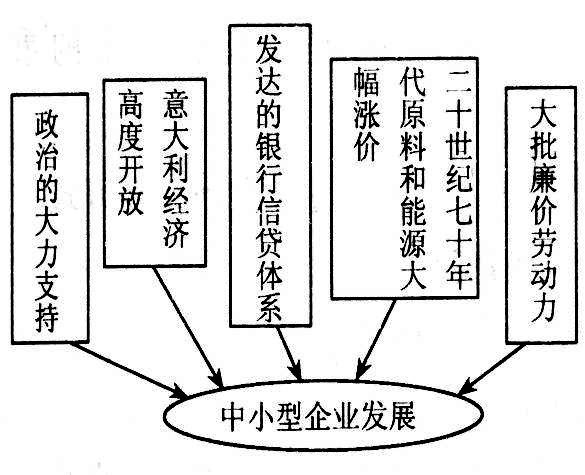 政治的大力支持
意大利经济
高度开放
发达的银行信贷体系
二十世纪七十年
代原料和能源大
幅涨价
大批廉价劳动力
中小型企业发展